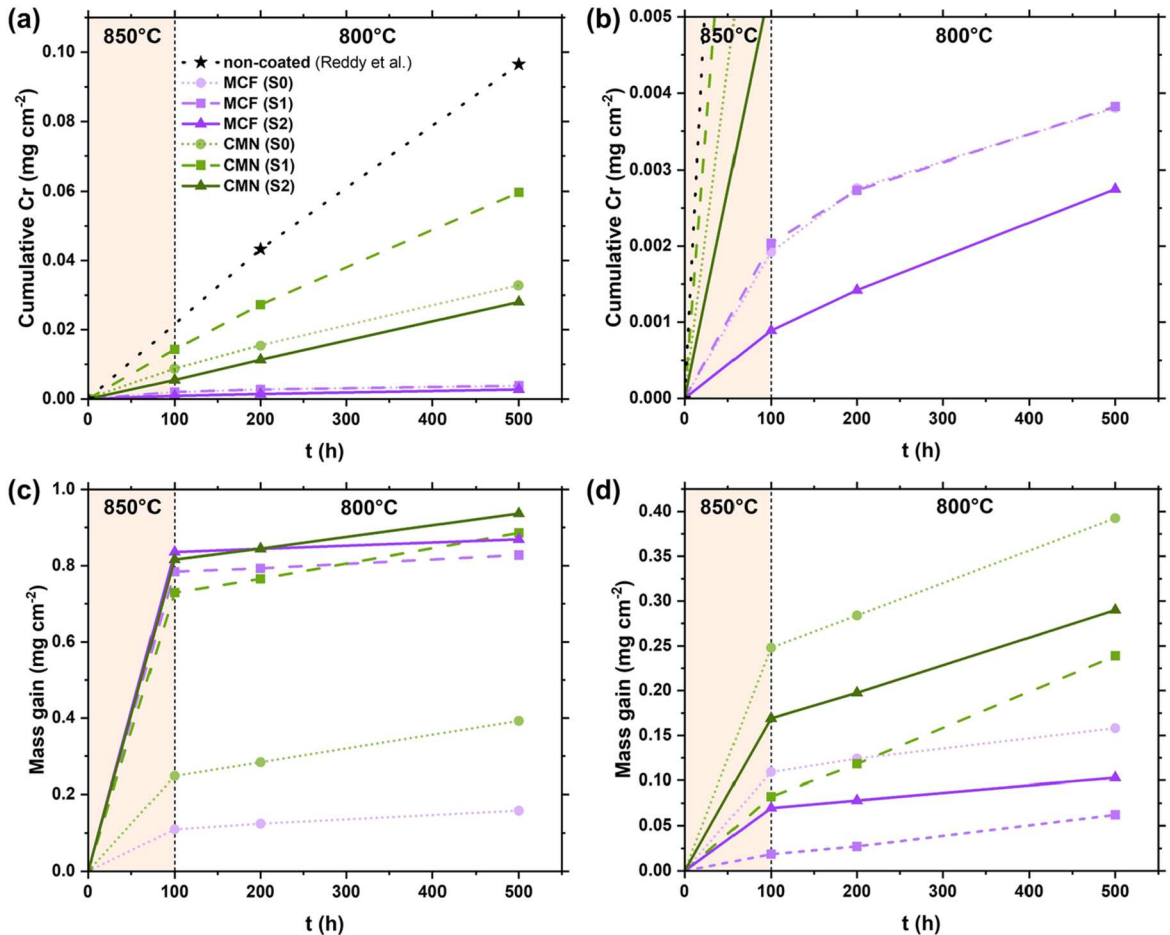 (a)
850°C
800°C
non-coated (Reddy et al.)
MCF (S0)
MCF (S1)
MCF (S2)
CMN (S0)
CMN (S1)
CMN (S2)
Cumulative Cr (mg cm⁻²)
0.10
0.08
0.06
0.04
0.02
0.00
0 100 200 300 400 500
t (h)
(b)
850°C
800°C
Cumulative Cr (mg cm⁻²)
0.005
0.004
0.003
0.002
0.001
0.000
0 100 200 300 400 500
t (h)
(c)
850°C
800°C
Mass gain (mg cm⁻²)
1.0
0.8
0.6
0.4
0.2
0.0
0 100 200 300 400 500
t (h)
(d)
850°C
800°C
Mass gain (mg cm⁻²)
0.40
0.35
0.30
0.25
0.20
0.15
0.10
0.05
0.00
0 100 200 300 400 500
t (h)